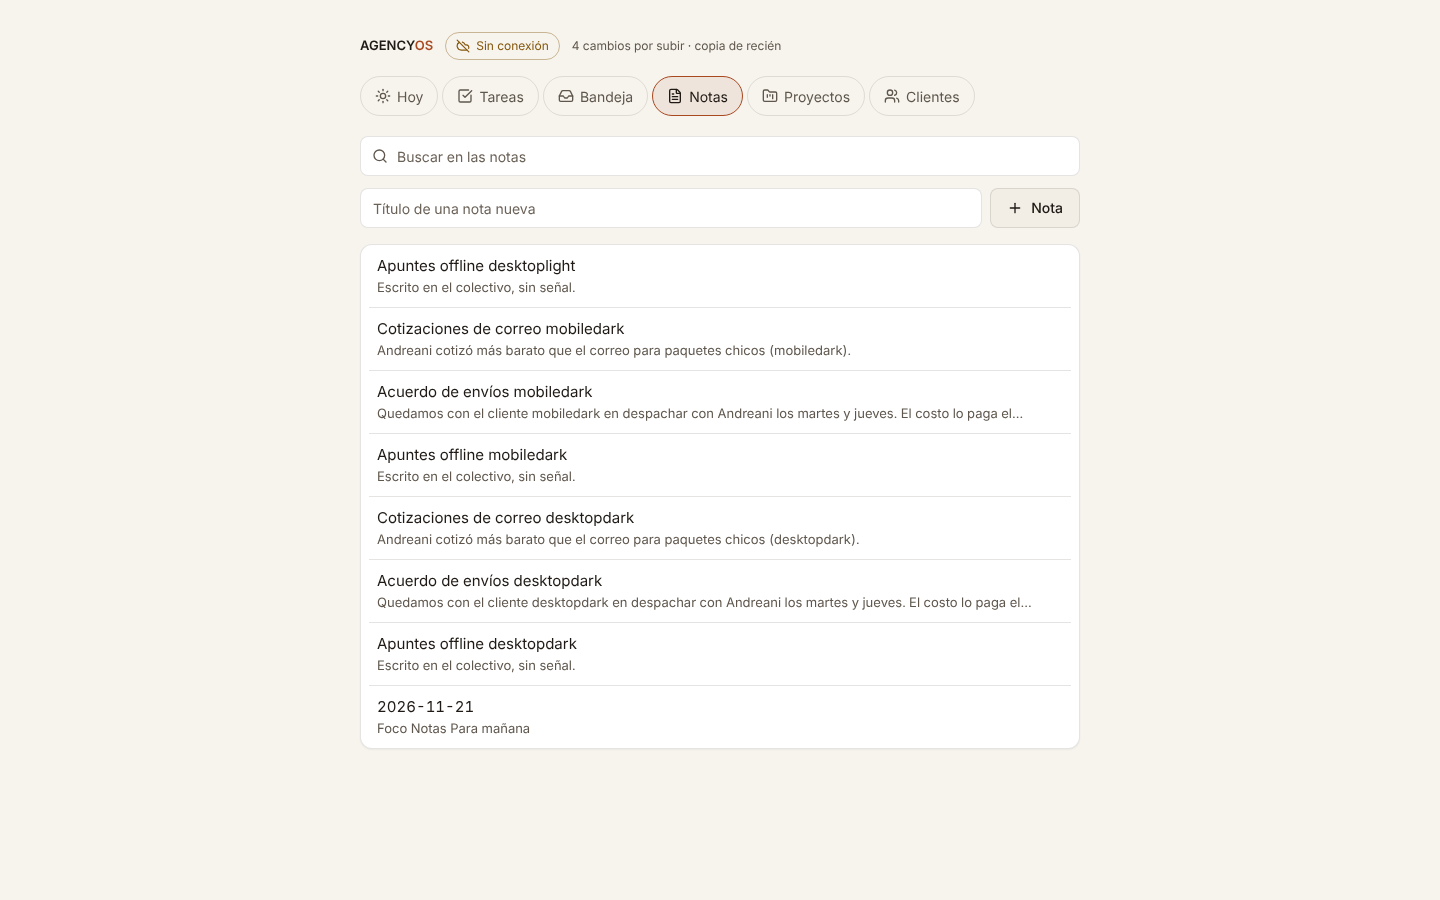 AGENCYOS Sin conexión 4 cambios por subir · copia de recién
Hoy Tareas Bandeja Notas Proyectos Clientes
Buscar en las notas
Título de una nota nueva + Nota
Apuntes offline desktoplight
Escrito en el colectivo, sin señal.
Cotizaciones de correo mobiledark
Andreani cotizó más barato que el correo para paquetes chicos (mobiledark).
Acuerdo de envíos mobiledark
Quedamos con el cliente mobiledark en despachar con Andreani los martes y jueves. El costo lo paga el...
Apuntes offline mobiledark
Escrito en el colectivo, sin señal.
Cotizaciones de correo desktopdark
Andreani cotizó más barato que el correo para paquetes chicos (desktopdark).
Acuerdo de envíos desktopdark
Quedamos con el cliente desktopdark en despachar con Andreani los martes y jueves. El costo lo paga el...
Apuntes offline desktopdark
Escrito en el colectivo, sin señal.
2026-11-21
Foco Notas Para mañana